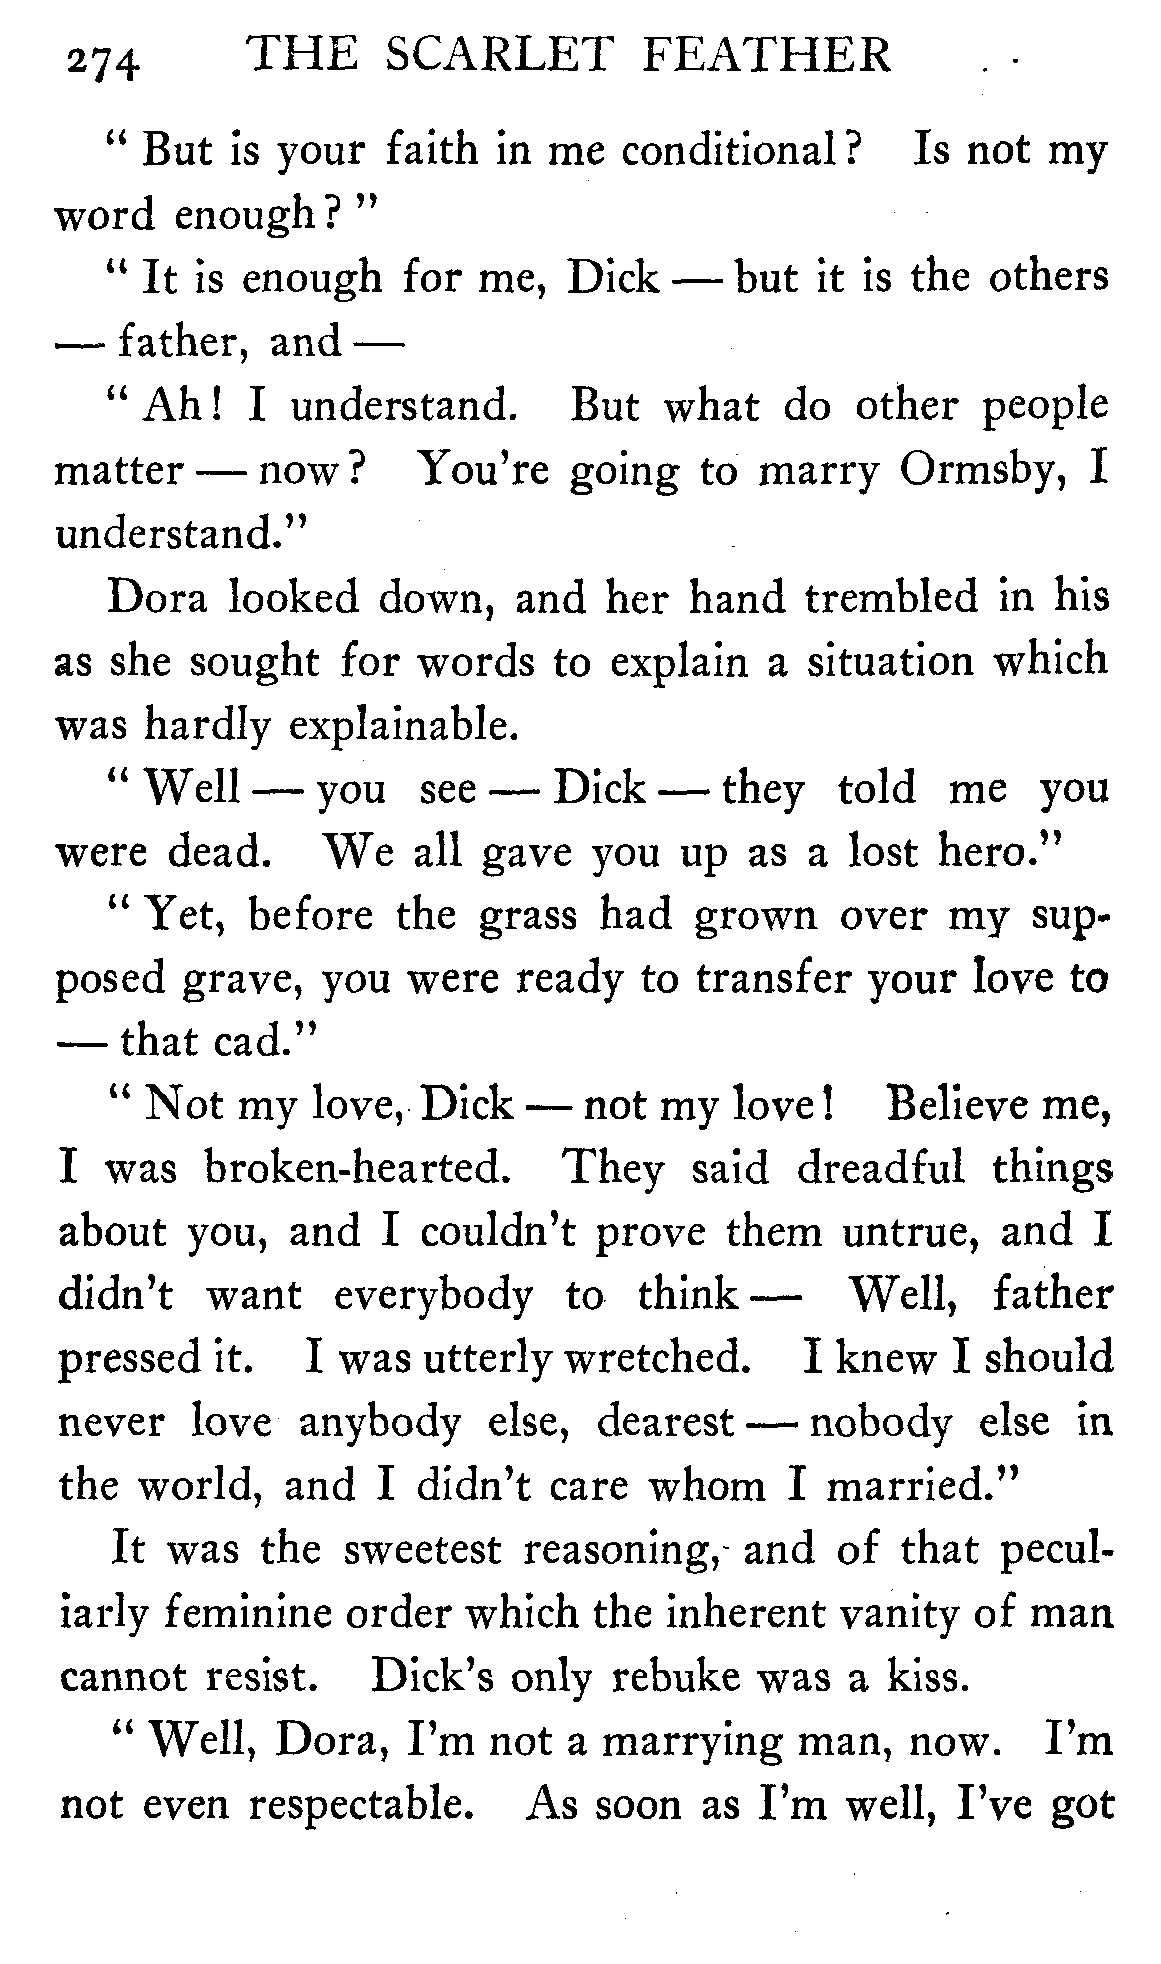 274 THE SCARLET FEATHER
“ But is your faith in me conditional? Is not my
word enough? ”
“ It is enough for me, Dick — but it is the others
— father, and —
“ Ah! I understand. But what do other people
matter — now? You're going to marry Ormsby, I
understand.”
Dora looked down, and her hand trembled in his
as she sought for words to explain a situation which
was hardly explainable.
“ Well — you see — Dick — they told me you
were dead. We all gave you up as a lost hero.”
“ Yet, before the grass had grown over my sup-
posed grave, you were ready to transfer your love to
— that cad.”
“ Not my love, Dick — not my love! Believe me,
I was broken-hearted. They said dreadful things
about you, and I couldn't prove them untrue, and I
didn't want everybody to think — Well, father
pressed it. I was utterly wretched. I knew I should
never love anybody else, dearest — nobody else in
the world, and I didn't care whom I married.”
It was the sweetest reasoning, and of that pecul-
iarly feminine order which the inherent vanity of man
cannot resist. Dick's only rebuke was a kiss.
“ Well, Dora, I'm not a marrying man, now. I'm
not even respectable. As soon as I'm well, I've got